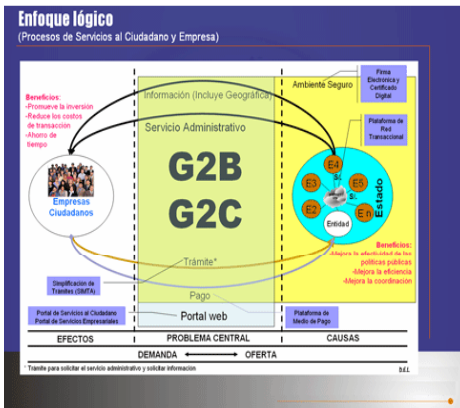 Enfoque lógico
(Procesos de Servicios al Ciudadano y Empresa)
Beneficios:
-Promueve la inversión
-Reduce los costos
de transacción
-Ahorro de
tiempo
Información (Incluye Geográfica)
Servicio Administrativo
G2B
G2C
Ambiente Seguro
Firma
Electronica y
Certificado
Digital
Plataforma de
Red
Transaccional
Empresas
Ciudadanos
E4
E3
E5
E2
E n
Entidad
Estado
Beneficios:
-Mejora la efectividad de las
políticas públicas
-Mejora la eficiencia
-Mejora la coordinación
Trámite*
Simplificacion de
Tramites (SIMTA)
Pago
Portal de Servicios al Ciudadano
Portal de Servicios Empresariales
Portal web
Plataforma de
Medio de Pago
EFECTOS
PROBLEMA CENTRAL
CAUSAS
DEMANDA
OFERTA
* Trámite para solicitar el servicio administrativo y solicitar información